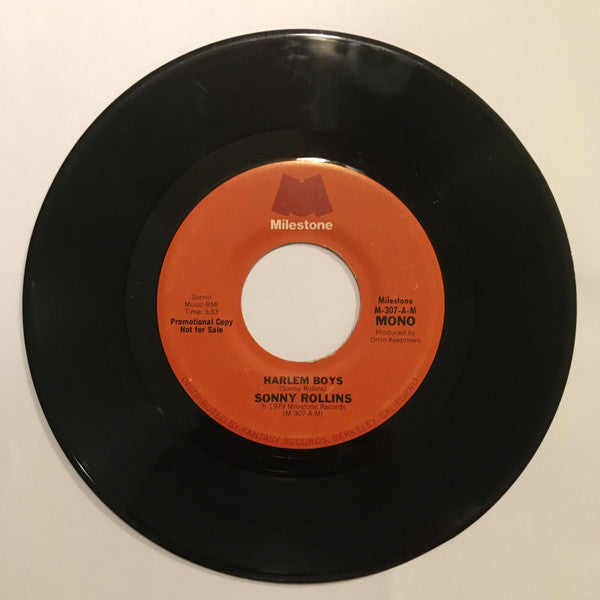 Milestone
Sonrol
Music-BMI
Time: 3:33
Promotional Copy
Not for Sale
Milestone
M-307-A-M
MONO
Produced by
Orrin Keepnews
HARLEM BOYS
(Sonny Rollins)
SONNY ROLLINS
℗ 1979 Milestone Records
(M-307-A-M)
DISTRIBUTED BY FANTASY RECORDS, BERKELEY, CALIFORNIA